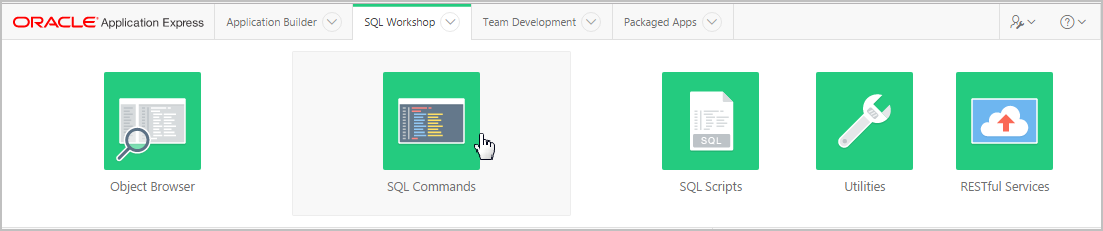 ORACLE Application Express
Application Builder
SQL Workshop
Team Development
Packaged Apps
SQL
Object Browser
SQL Commands
SQL Scripts
Utilities
RESTful Services